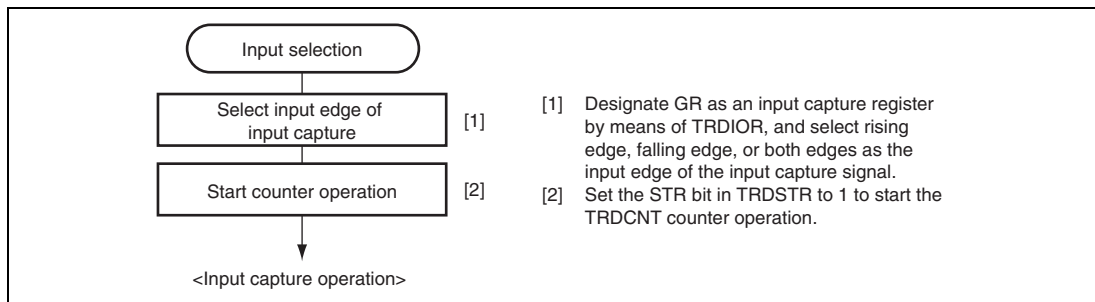 Input selection
Select input edge of
input capture
[1]
Start counter operation
[2]
<Input capture operation>
[1] Designate GR as an input capture register
by means of TRDIOR, and select rising
edge, falling edge, or both edges as the
input edge of the input capture signal.
[2] Set the STR bit in TRDSTR to 1 to start the
TRDCNT counter operation.